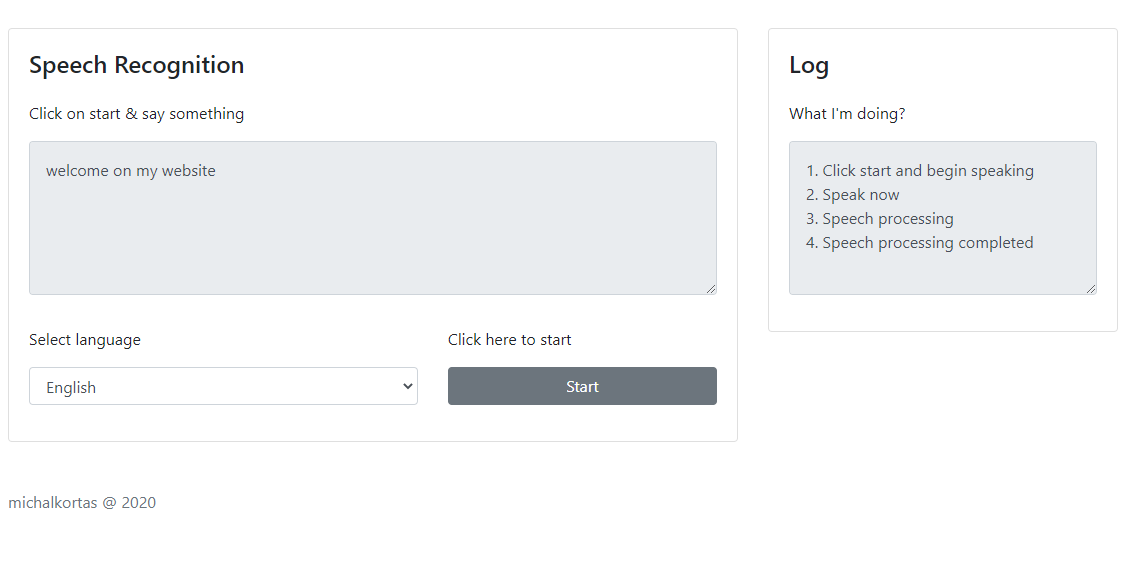 Speech Recognition
Click on start & say something
welcome on my website
Select language
English
Click here to start
Start
Log
What I'm doing?
1. Click start and begin speaking
2. Speak now
3. Speech processing
4. Speech processing completed
michalkortas @ 2020